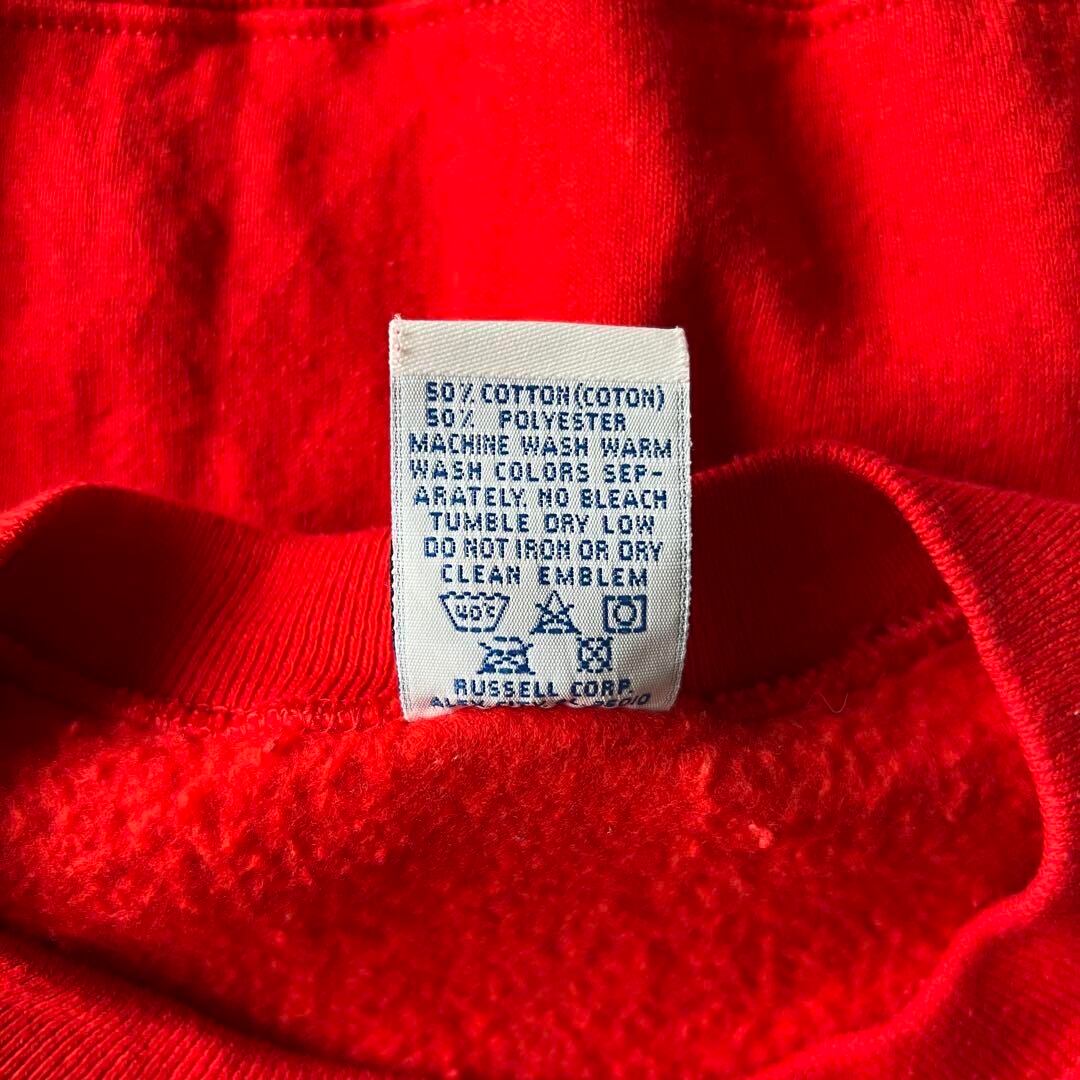 50% COTTON (COTON)
50% POLYESTER
MACHINE WASH WARM
WASH COLORS SEP-
ARATELY. NO BLEACH
TUMBLE DRY LOW
DO NOT IRON OR DRY
CLEAN EMBLEM
40°C
RUSSELL CORP.